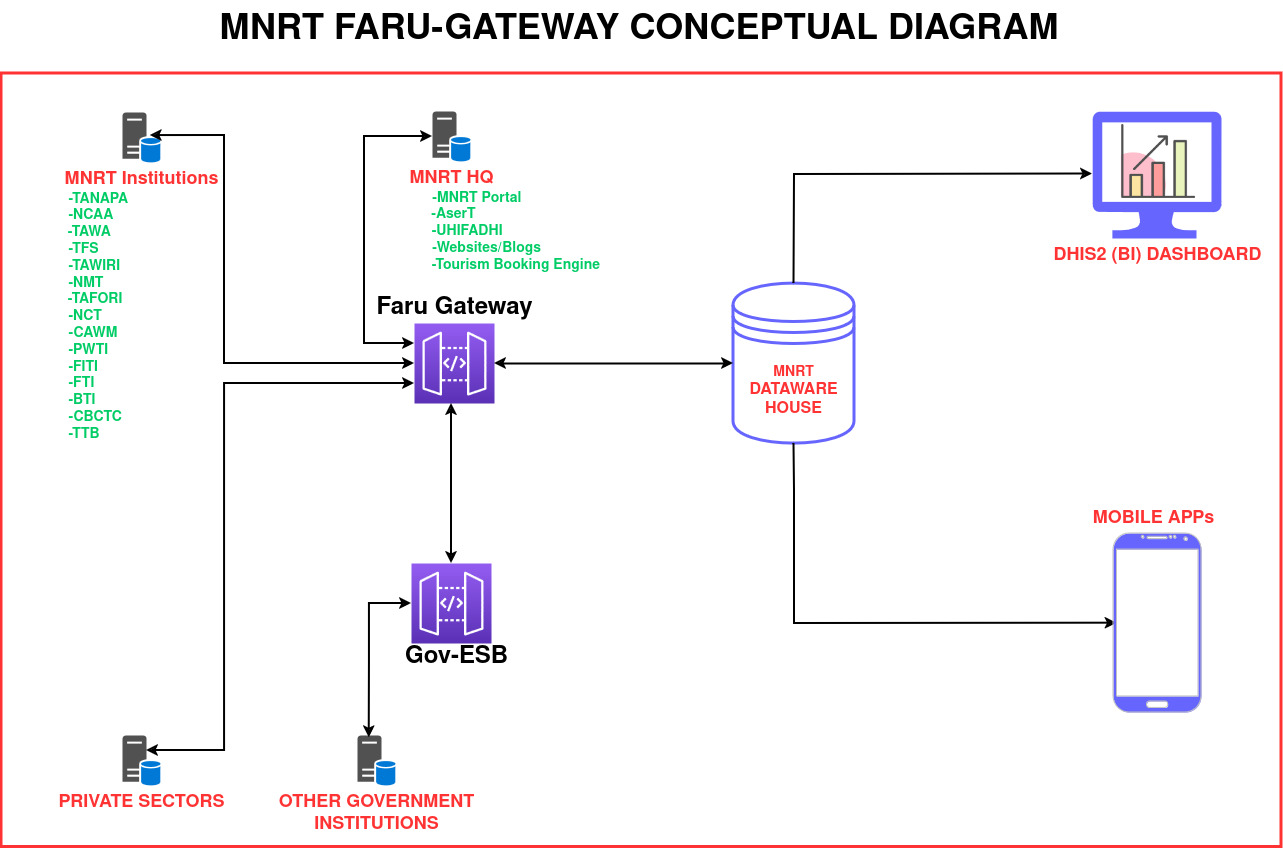 MNRT FARU-GATEWAY CONCEPTUAL DIAGRAM
MNRT Institutions
-TANAPA
-NCAA
-TAWA
-TFS
-TAWIRI
-NMT
-TAFORI
-NCT
-CAWM
-PWTI
-FITI
-FTI
-BTI
-CBCTC
-TTB
MNRT HQ
-MNRT Portal
-AserT
-UHIFADHI
-Websites/Blogs
-Tourism Booking Engine
Faru Gateway
</>
MNRT
DATAWARE
HOUSE
DHIS2 (BI) DASHBOARD
MOBILE APPs
</>
Gov-ESB
PRIVATE SECTORS
OTHER GOVERNMENT
INSTITUTIONS